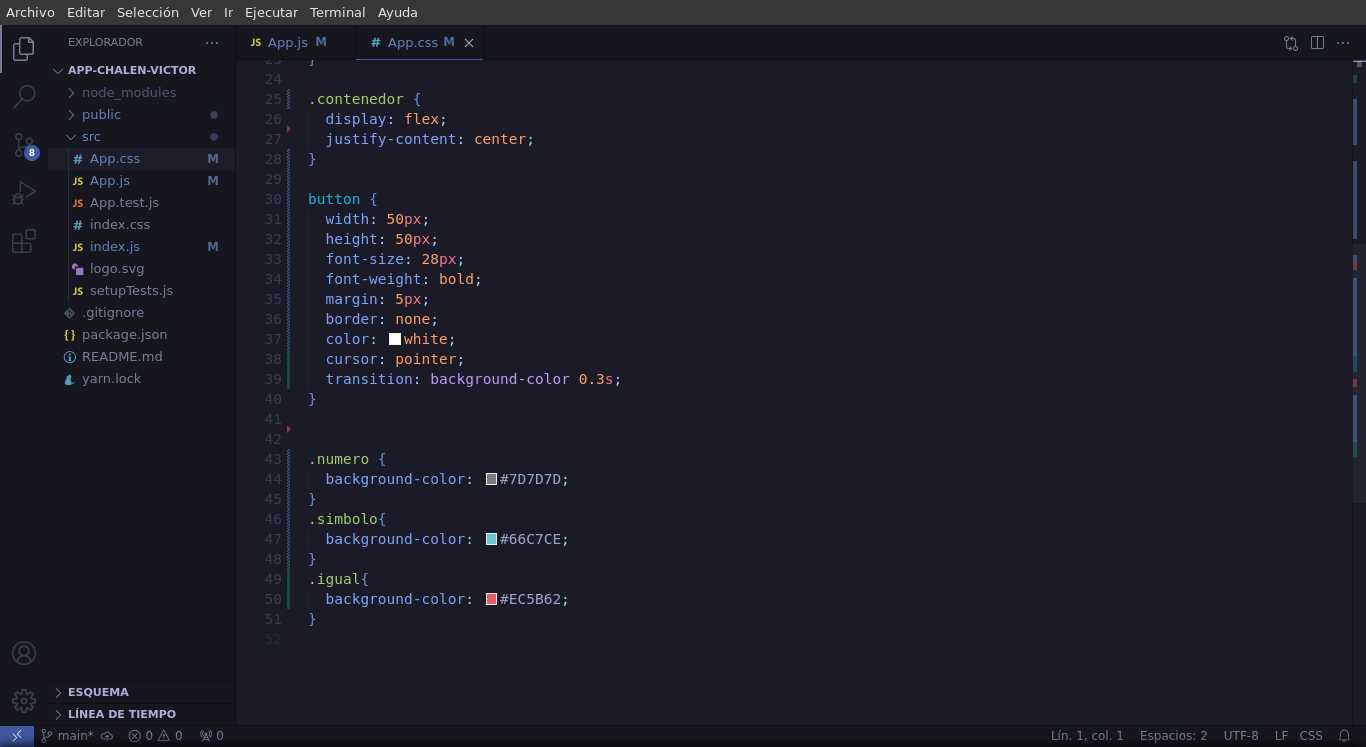 Archivo Editar Selección Ver Ir Ejecutar Terminal Ayuda
EXPLORADOR ···
JS App.js M
# App.css M
APP-CHALEN-VICTOR
node_modules
public
src
# App.css M
JS App.js M
JS App.test.js
# index.css
JS index.js M
logo.svg
JS setupTests.js
.gitignore
{} package.json
README.md
yarn.lock
ESQUEMA
LÍNEA DE TIEMPO
8
23 }
24
25 .contenedor {
26 display: flex;
27 justify-content: center;
28 }
29
30 button {
31 width: 50px;
32 height: 50px;
33 font-size: 28px;
34 font-weight: bold;
35 margin: 5px;
36 border: none;
37 color: white;
38 cursor: pointer;
39 transition: background-color 0.3s;
40 }
41
42
43 .numero {
44 background-color: #7D7D7D;
45 }
46 .simbolo{
47 background-color: #66C7CE;
48 }
49 .igual{
50 background-color: #EC5B62;
51 }
52
main* 0 0 0
Lín. 1, col. 1 Espacios: 2 UTF-8 LF CSS